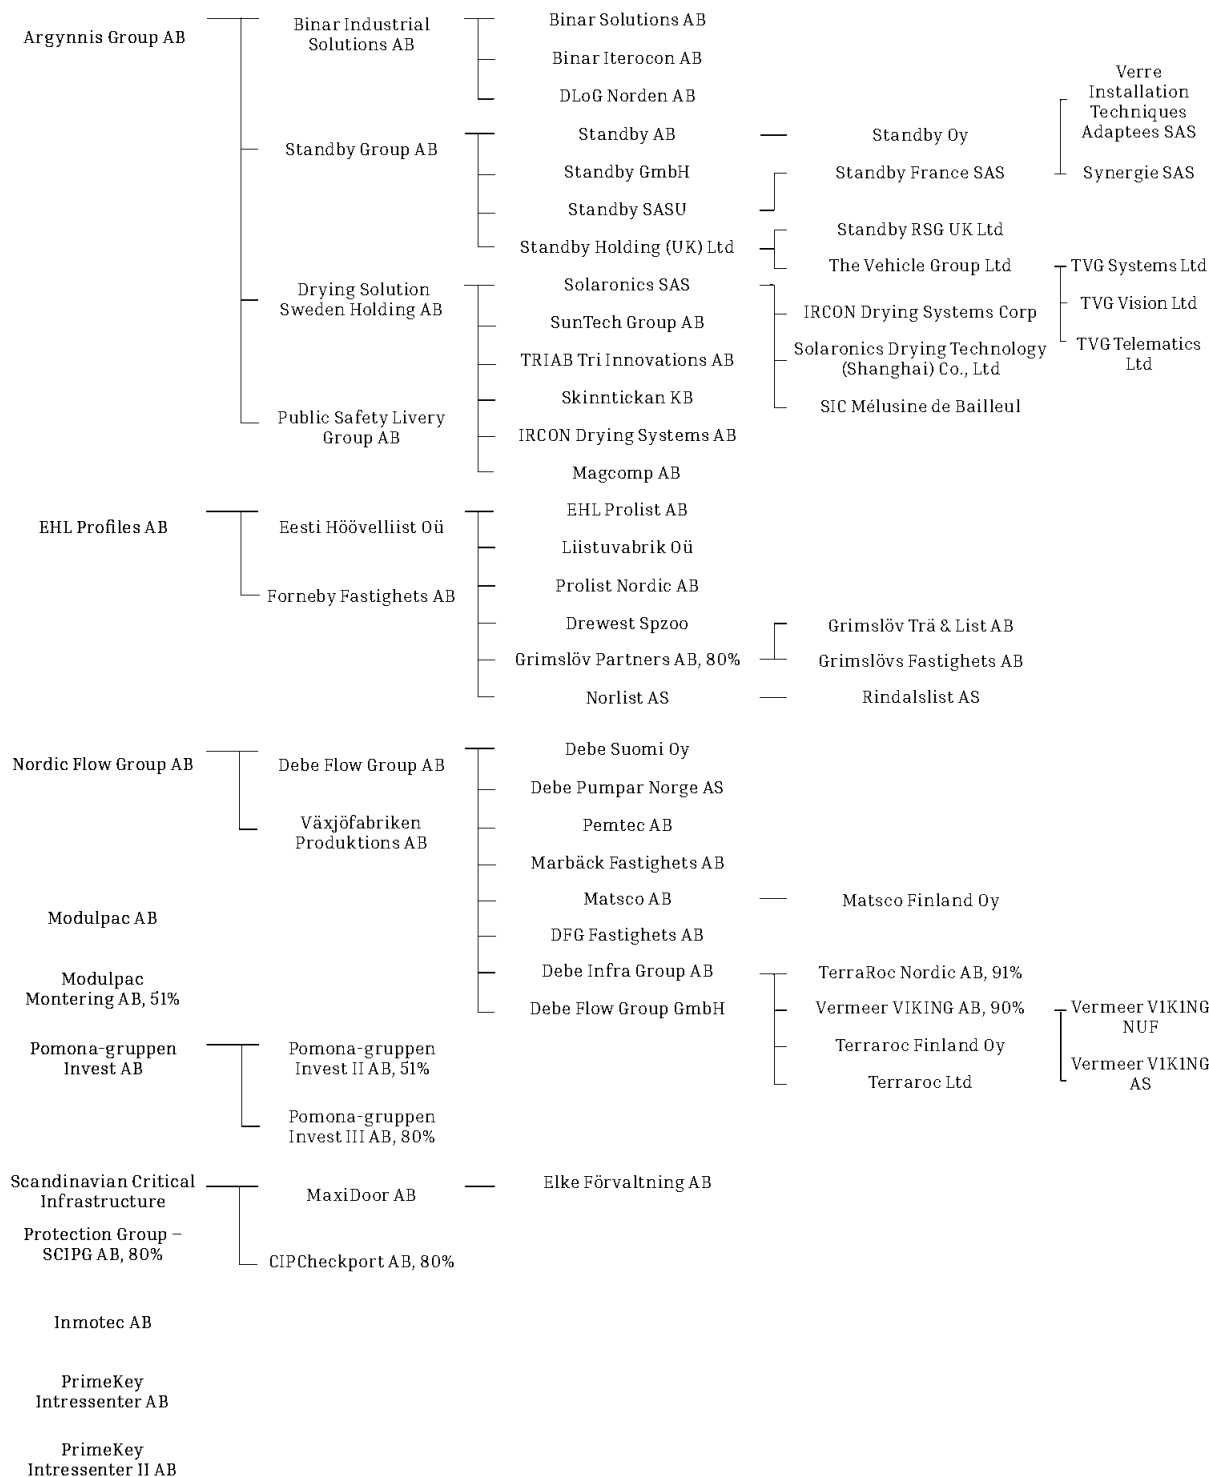 Argynnis Group AB
Binar Industrial
Solutions AB
Binar Solutions AB
Binar Iterocon AB
DLoG Norden AB
Standby Group AB
Standby AB
Standby Oy
Standby GmbH
Standby SASU
Standby France SAS
Verre
Installation
Techniques
Adaptees SAS
Synergie SAS
Standby Holding (UK) Ltd
Standby RSG UK Ltd
The Vehicle Group Ltd
TVG Systems Ltd
TVG Vision Ltd
TVG Telematics
Ltd
Drying Solution
Sweden Holding AB
Solaronics SAS
IRCON Drying Systems Corp
Solaronics Drying Technology
(Shanghai) Co., Ltd
SIC Mélusine de Bailleul
SunTech Group AB
TRIAB Tri Innovations AB
Skinntickan KB
IRCON Drying Systems AB
Magcomp AB
Public Safety Livery
Group AB
EHL Profiles AB
Eesti Höövelliist Oü
EHL Prolist AB
Liistuvabrik Oü
Prolist Nordic AB
Drewest Spzoo
Grimslöv Partners AB, 80%
Grimslöv Trä & List AB
Grimslövs Fastighets AB
Norlist AS
Rindalslist AS
Forneby Fastighets AB
Nordic Flow Group AB
Debe Flow Group AB
Debe Suomi Oy
Debe Pumpar Norge AS
Pemtec AB
Marbäck Fastighets AB
Matsco AB
Matsco Finland Oy
DFG Fastighets AB
Debe Infra Group AB
TerraRoc Nordic AB, 91%
Vermeer VIKING AB, 90%
Vermeer V1K1NG
NUF
Vermeer V1K1NG
AS
Terraroc Finland Oy
Terraroc Ltd
Debe Flow Group GmbH
Växjöfabriken
Produktions AB
Modulpac AB
Modulpac
Montering AB, 51%
Pomona-gruppen
Invest AB
Pomona-gruppen
Invest II AB, 51%
Pomona-gruppen
Invest III AB, 80%
Scandinavian Critical
Infrastructure
Protection Group –
SCIPG AB, 80%
MaxiDoor AB
Elke Förvaltning AB
CIPCheckport AB, 80%
Inmotec AB
PrimeKey
Intressenter AB
PrimeKey
Intressenter II AB